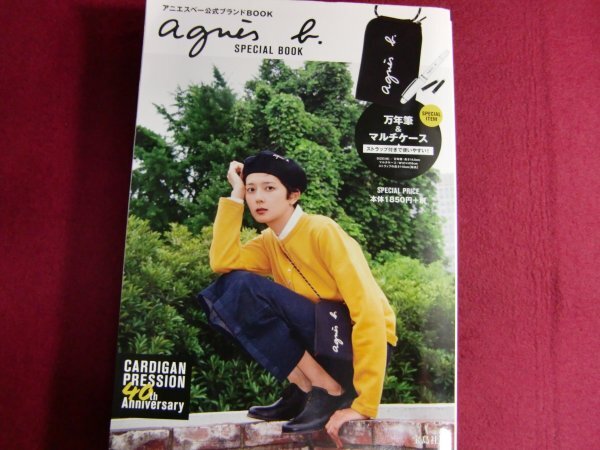 アニエスベー公式ブランドBOOK
agnès b.
SPECIAL BOOK
agnès b.
SPECIAL
ITEM
万年筆
&
マルチケース
ストラップ付きで使いやすい!
SPECIAL PRICE
本体1850円+税
agnès b.
CARDIGAN
PRESSION
40th
Anniversary